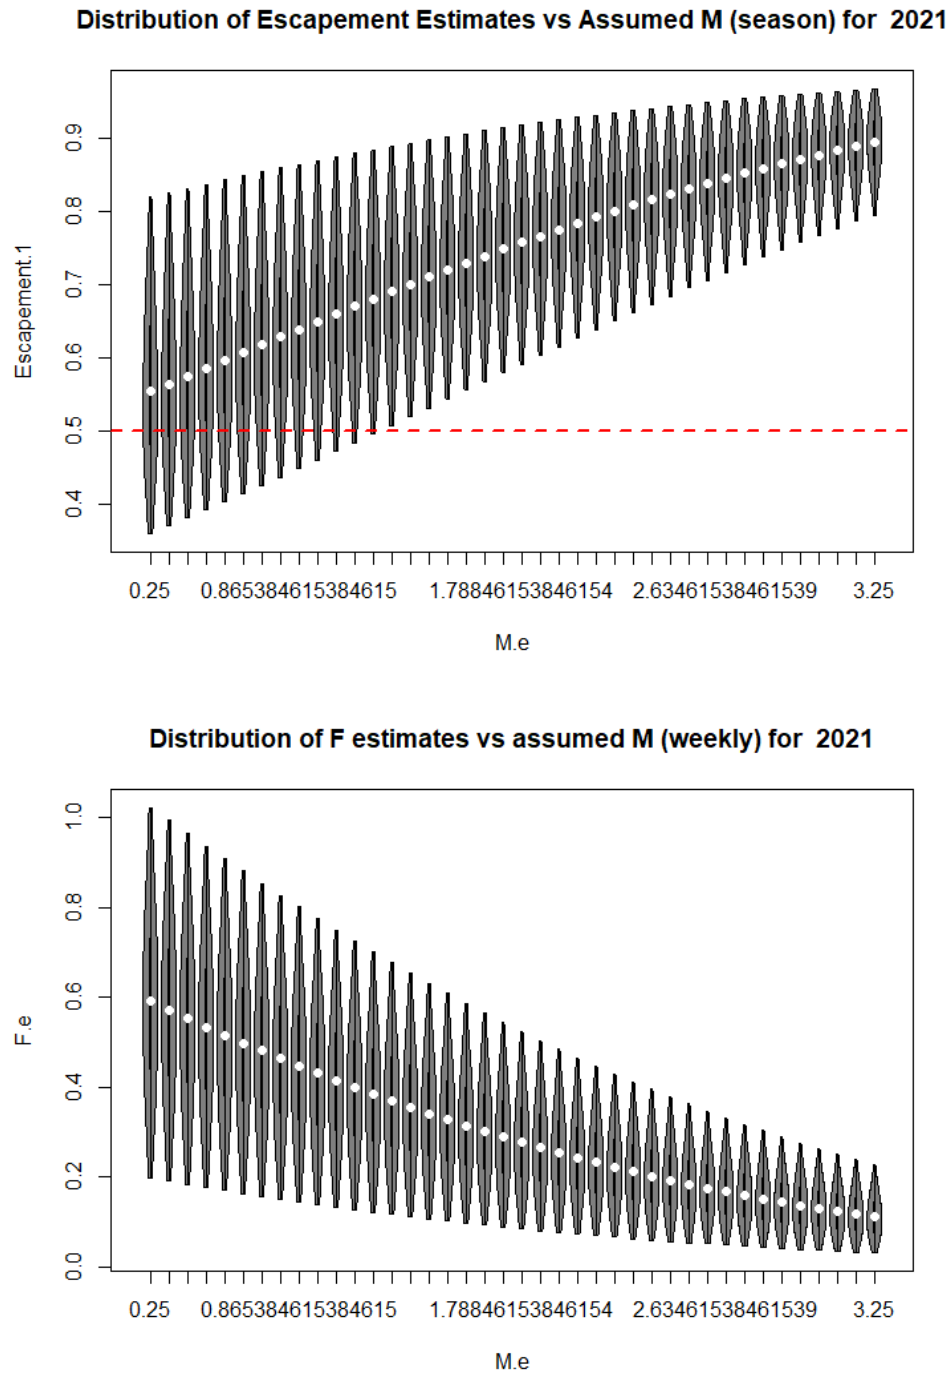 Distribution of Escapement Estimates vs Assumed M (season) for  2021
Escapement.1
0.9
0.8
0.7
0.6
0.5
0.4
0.25 0.865384615384615 1.78846153846154 2.63461538461539 3.25
M.e
Distribution of F estimates vs assumed M (weekly) for  2021
F.e
1.0
0.8
0.6
0.4
0.2
0.0
0.25 0.865384615384615 1.78846153846154 2.63461538461539 3.25
M.e